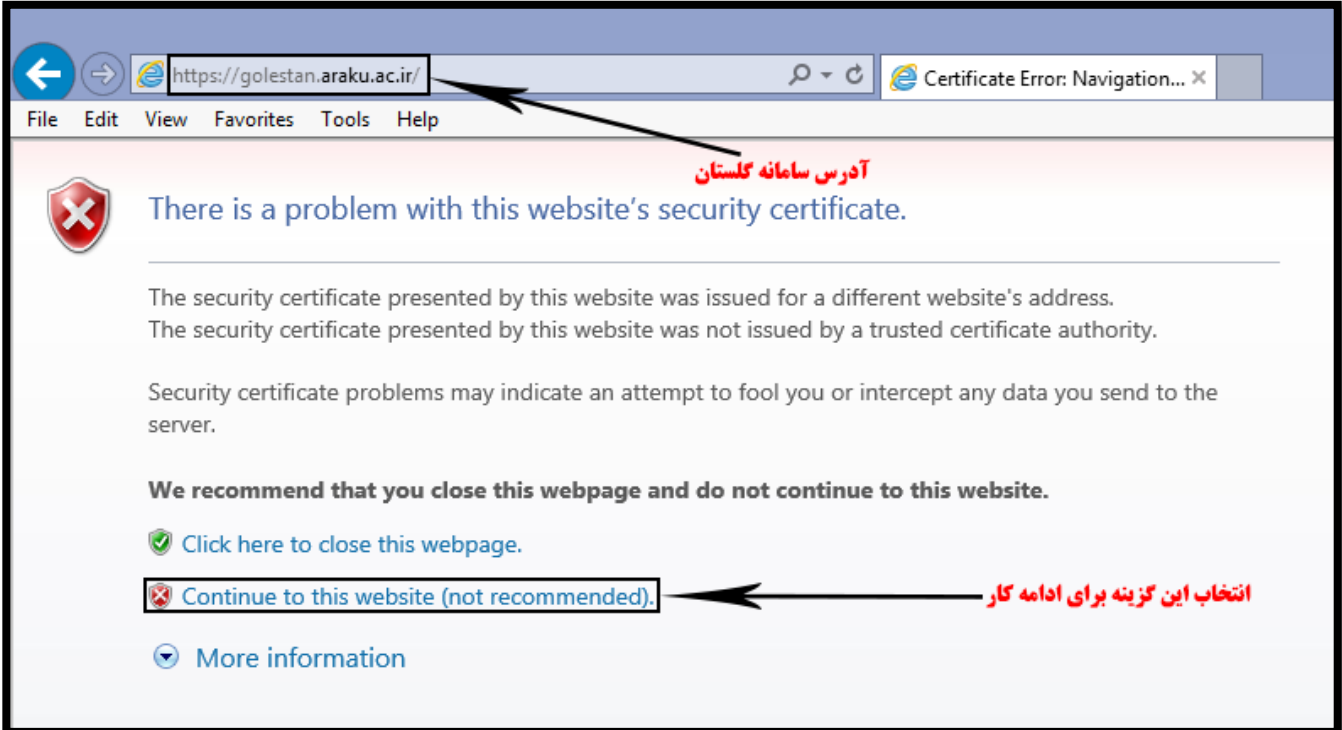 https://golestan.araku.ac.ir/
Certificate Error: Navigation...
File Edit View Favorites Tools Help
آدرس سامانه گلستان
There is a problem with this website's security certificate.
The security certificate presented by this website was issued for a different website's address.
The security certificate presented by this website was not issued by a trusted certificate authority.
Security certificate problems may indicate an attempt to fool you or intercept any data you send to the
server.
We recommend that you close this webpage and do not continue to this website.
Click here to close this webpage.
Continue to this website (not recommended).
انتخاب این گزینه برای ادامه کار
More information